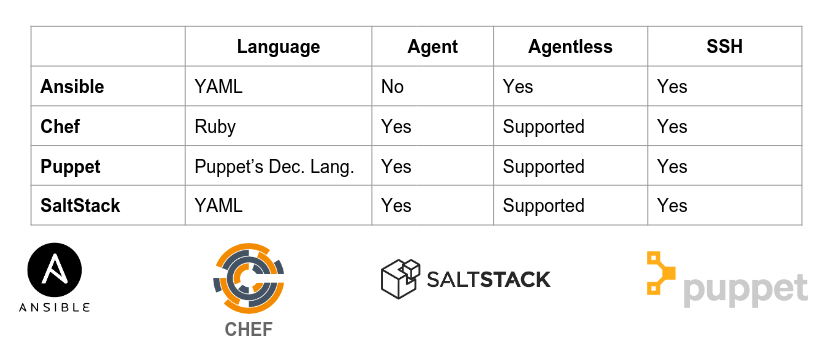 Language Agent Agentless SSH
Ansible YAML No Yes Yes
Chef Ruby Yes Supported Yes
Puppet Puppet’s Dec. Lang. Yes Supported Yes
SaltStack YAML Yes Supported Yes
ANSIBLE
CHEF
SALTSTACK
puppet